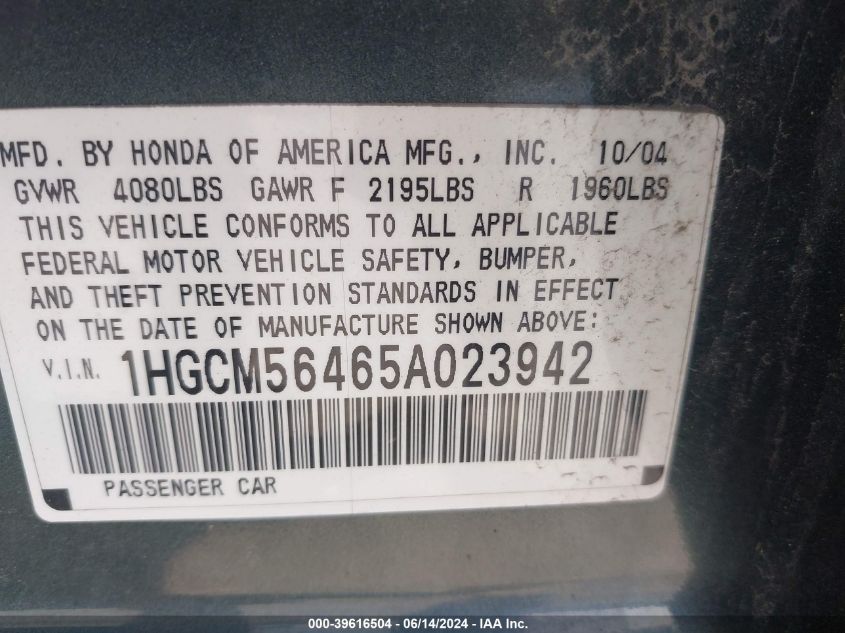 MFD. BY HONDA OF AMERICA MFG., INC. 10/04
GVWR 4080LBS GAWR F 2195LBS R 1960LBS
THIS VEHICLE CONFORMS TO ALL APPLICABLE
FEDERAL MOTOR VEHICLE SAFETY, BUMPER,
AND THEFT PREVENTION STANDARDS IN EFFECT
ON THE DATE OF MANUFACTURE SHOWN ABOVE:
V.I.N. 1HGCM56465A023942
PASSENGER CAR
000-39616504 - 06/14/2024 - IAA Inc.